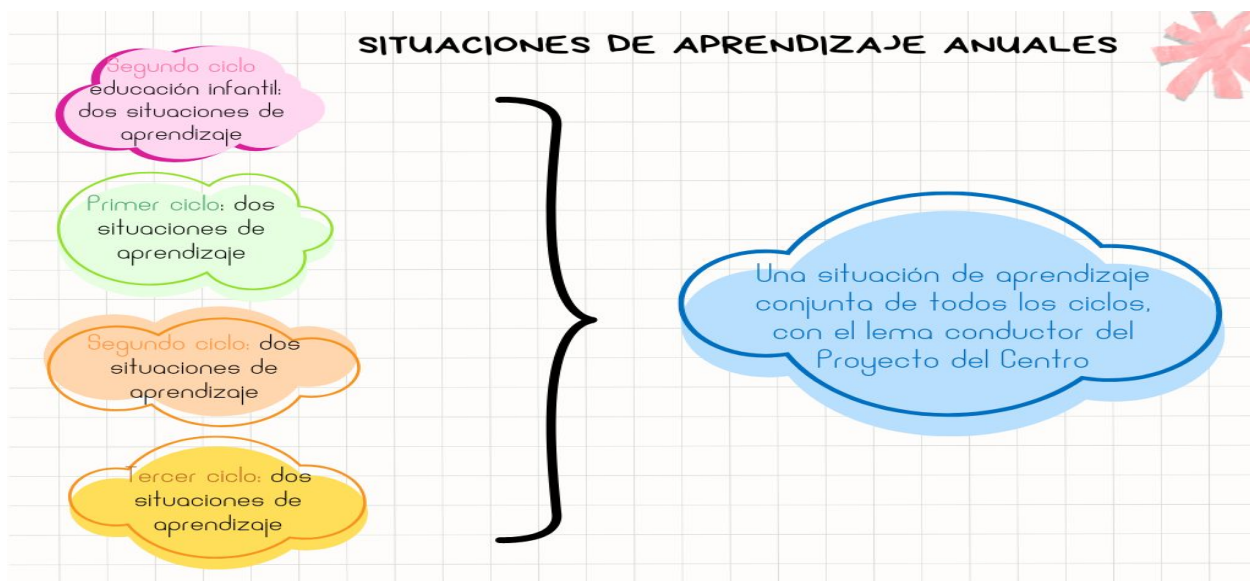 SITUACIONES DE APRENDIZAJE ANUALES
Segundo ciclo
educación infantil:
dos situaciones de
aprendizaje
Primer ciclo: dos
situaciones de
aprendizaje
Segundo ciclo: dos
situaciones de
aprendizaje
Tercer ciclo: dos
situaciones de
aprendizaje
Una situación de aprendizaje
conjunta de todos los ciclos,
con el lema conductor del
Proyecto del Centro